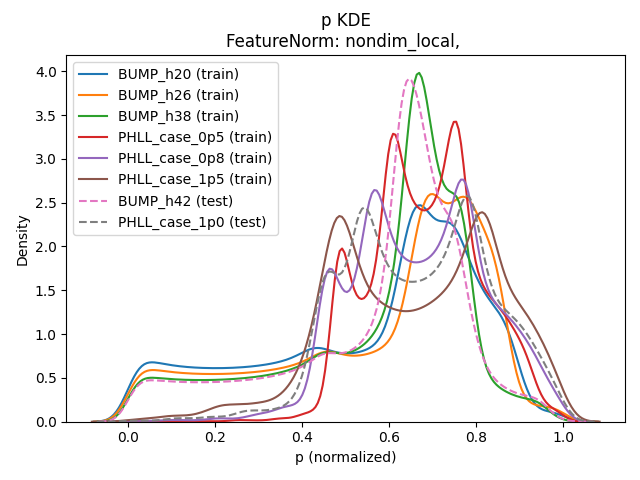 p KDE
FeatureNorm: nondim_local,
BUMP_h20 (train)
BUMP_h26 (train)
BUMP_h38 (train)
PHLL_case_0p5 (train)
PHLL_case_0p8 (train)
PHLL_case_1p5 (train)
BUMP_h42 (test)
PHLL_case_1p0 (test)
Density
4.0
3.5
3.0
2.5
2.0
1.5
1.0
0.5
0.0
0.0 0.2 0.4 0.6 0.8 1.0
p (normalized)